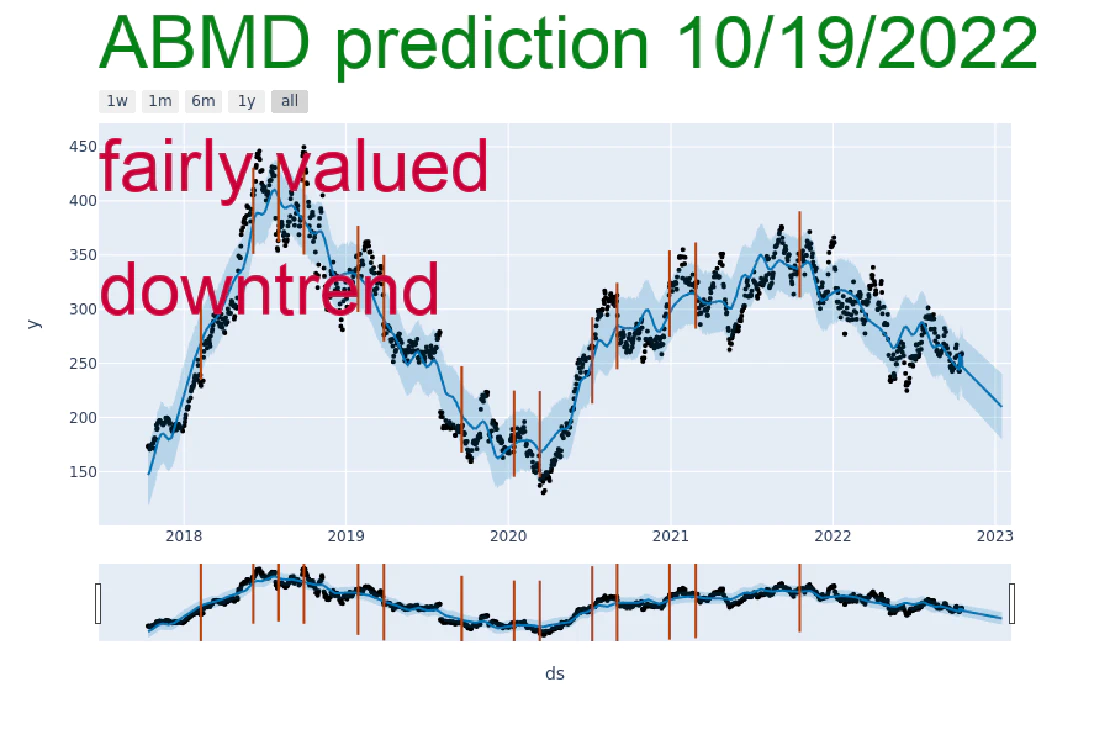 ABMD prediction 10/19/2022
1w 1m 6m 1y all
fairly valued
downtrend
450
400
350
300
250
200
150
y
2018 2019 2020 2021 2022 2023
ds